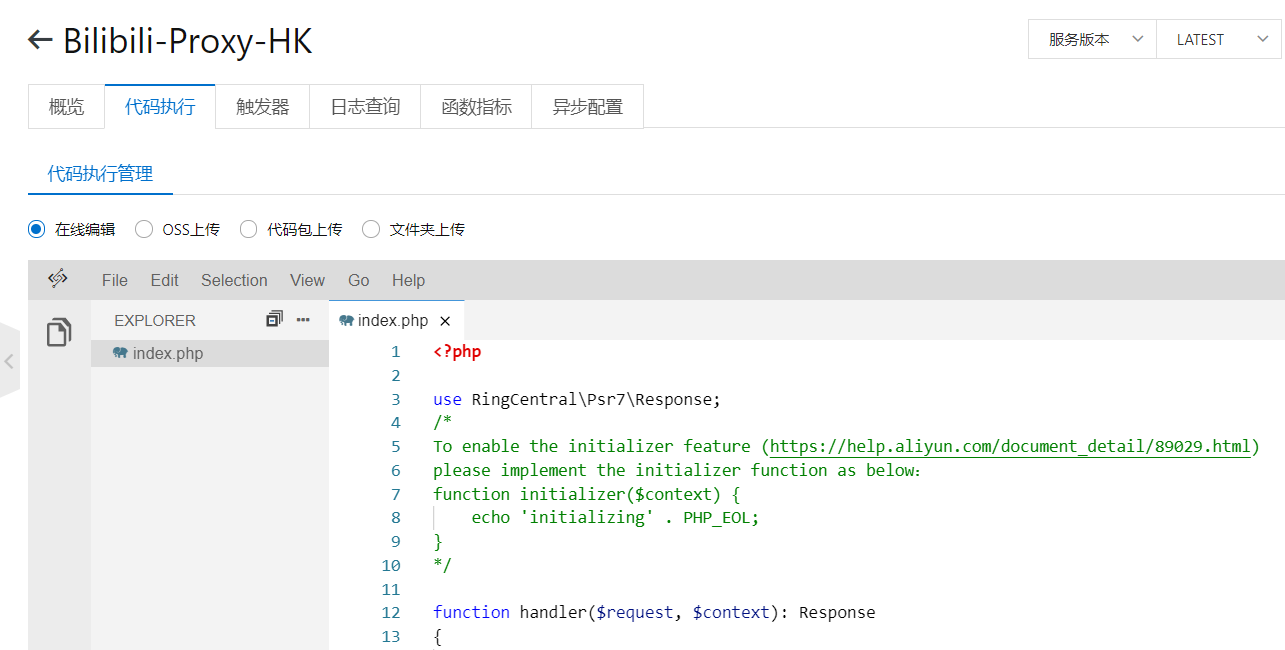 Bilibili-Proxy-HK
服务版本 LATEST
概览 代码执行 触发器 日志查询 函数指标 异步配置
代码执行管理
在线编辑 OSS上传 代码包上传 文件夹上传
File Edit Selection View Go Help
EXPLORER
index.php
index.php
1 <?php
2
3 use RingCentral\Psr7\Response;
4 /*
5 To enable the initializer feature (https://help.aliyun.com/document_detail/89029.html)
6 please implement the initializer function as below:
7 function initializer($context) {
8     echo 'initializing' . PHP_EOL;
9 }
10 */
11
12 function handler($request, $context): Response
13 {